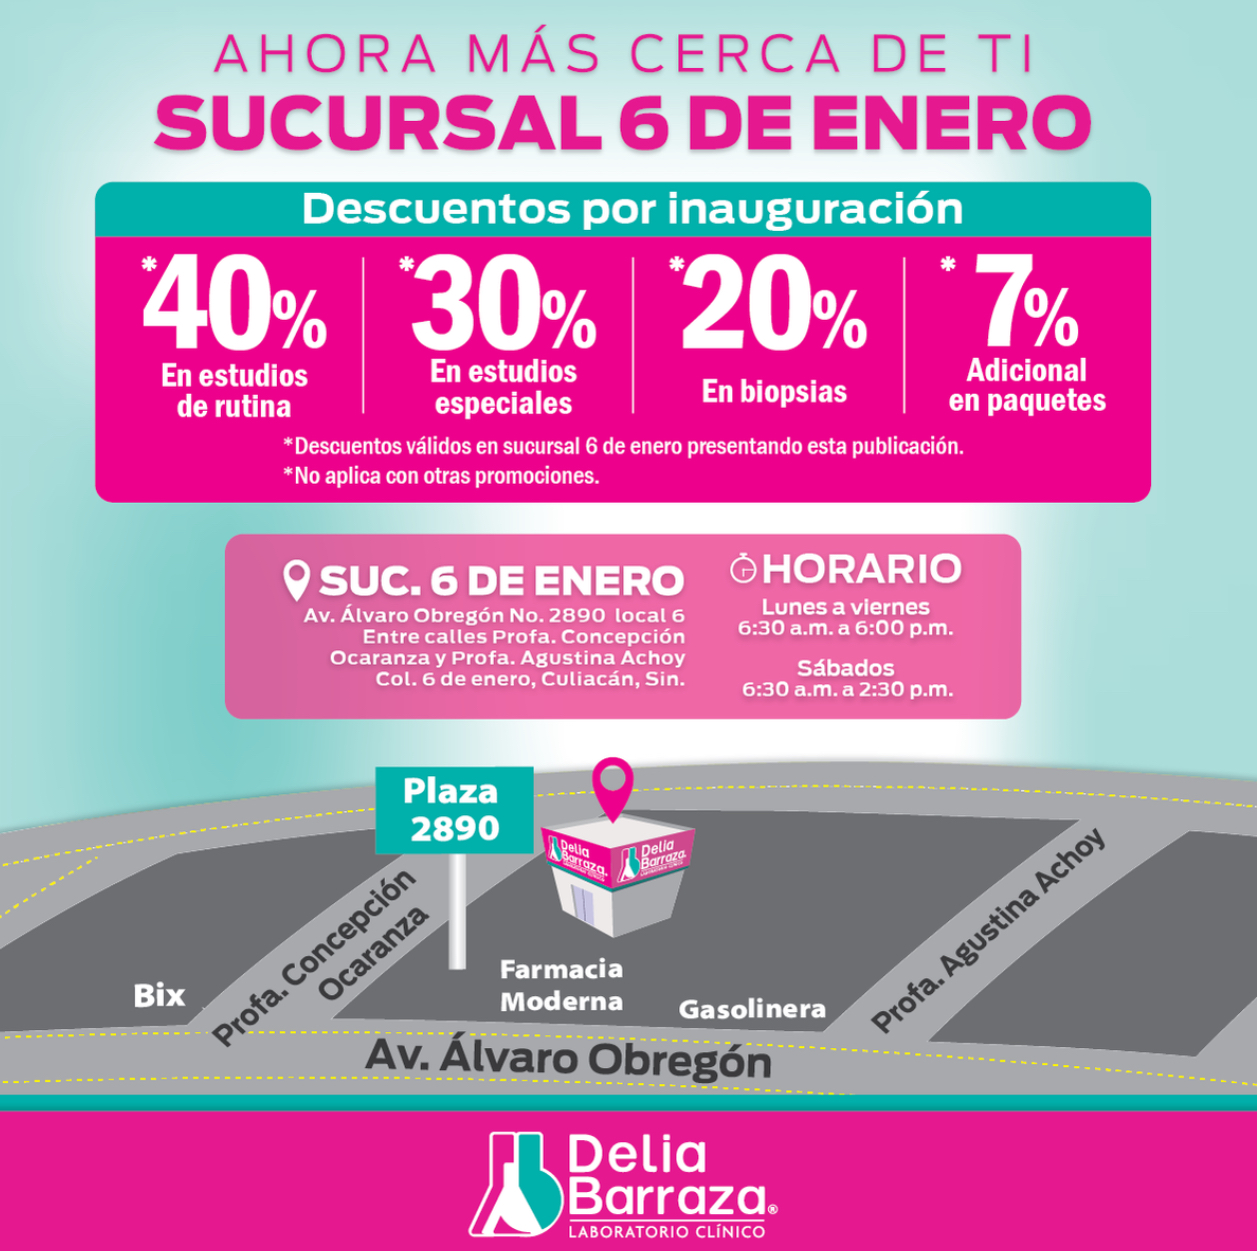 AHORA MÁS CERCA DE TI
SUCURSAL 6 DE ENERO
Descuentos por inauguración
*40%
En estudios
de rutina
*30%
En estudios
especiales
*20%
En biopsias
*7%
Adicional
en paquetes
*Descuentos válidos en sucursal 6 de enero presentando esta publicación.
*No aplica con otras promociones.
SUC. 6 DE ENERO
Av. Álvaro Obregón No. 2890 local 6
Entre calles Profa. Concepción
Ocaranza y Profa. Agustina Achoy
Col. 6 de enero, Culiacán, Sin.
HORARIO
Lunes a viernes
6:30 a.m. a 6:00 p.m.
Sábados
6:30 a.m. a 2:30 p.m.
Plaza
2890
Delia
Barraza.
Delia
Barraza.
Profa. Concepción
Ocaranza
Profa. Agustina Achoy
Bix
Farmacia
Moderna
Gasolinera
Av. Álvaro Obregón
Delia
Barraza®
LABORATORIO CLÍNICO